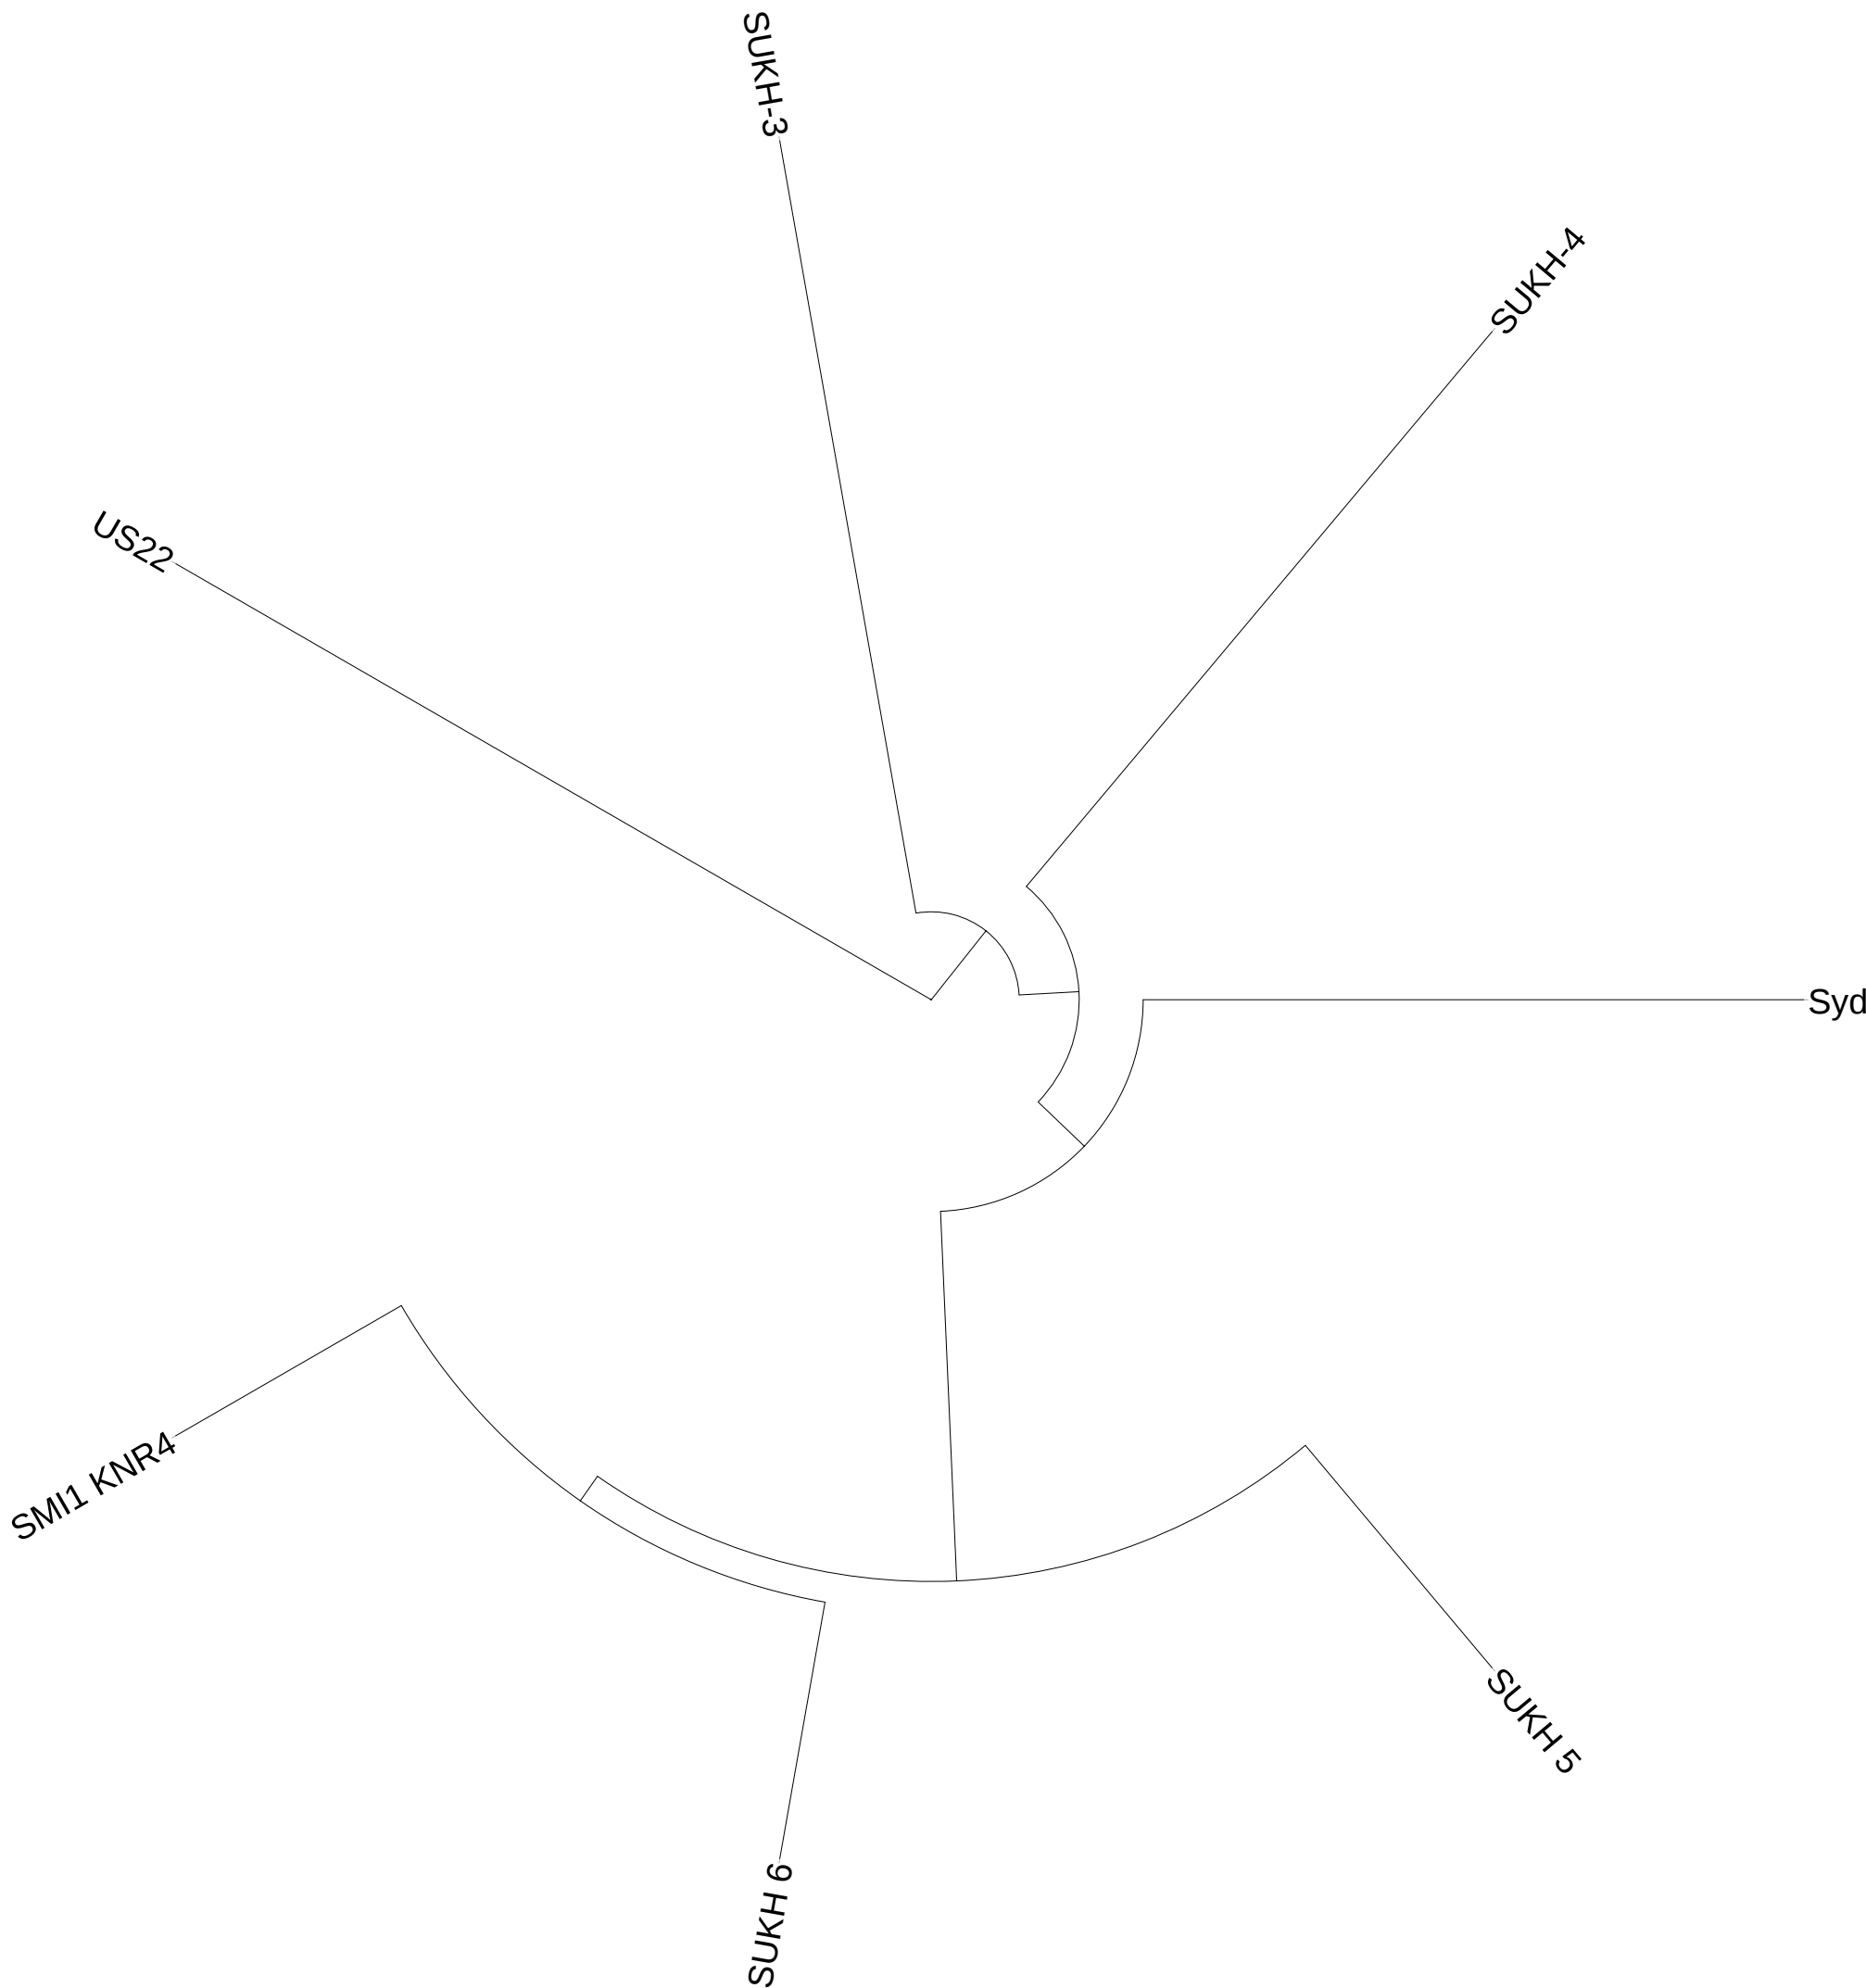 SUKH-3
SUKH-4
US22
Syd
SMI1 KNR4
SUKH 5
SUKH 6